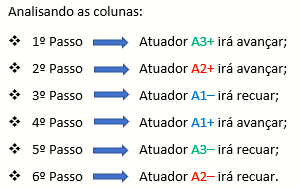 Analisando as colunas:
❖ 1º Passo → Atuador A3+ irá avançar;
❖ 2º Passo → Atuador A2+ irá avançar;
❖ 3º Passo → Atuador A1– irá recuar;
❖ 4º Passo → Atuador A1+ irá avançar;
❖ 5º Passo → Atuador A3– irá recuar;
❖ 6º Passo → Atuador A2– irá recuar.